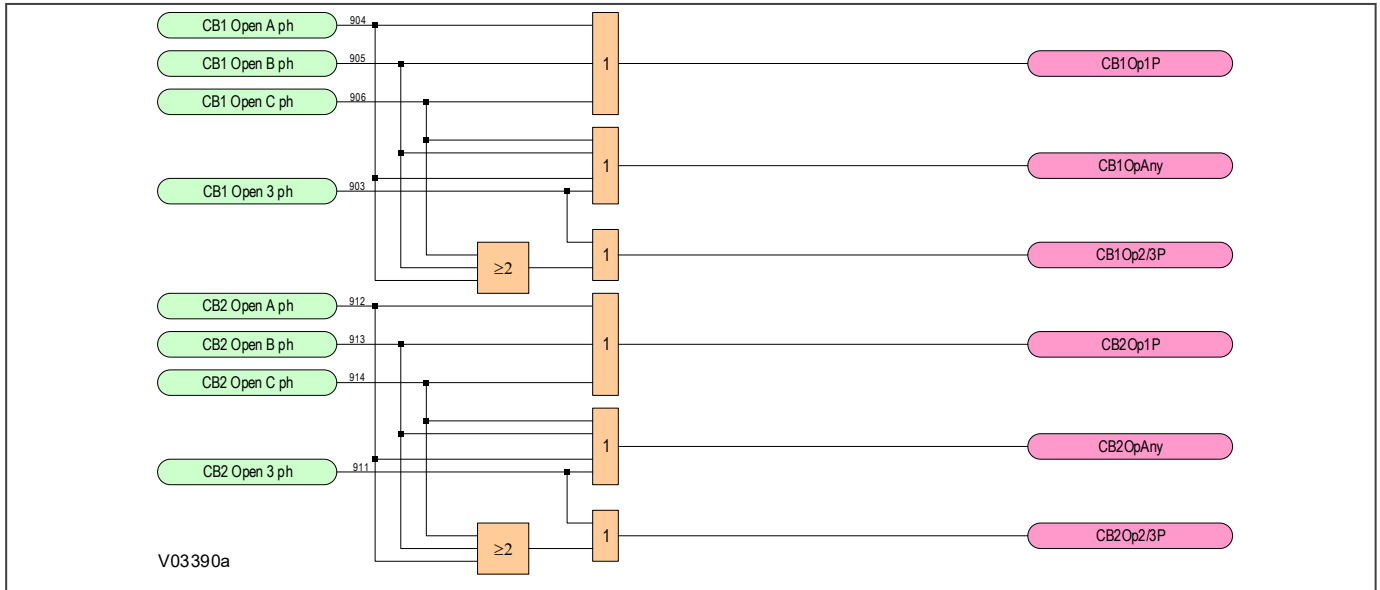 CB1 Open A ph 904
1
CB1 Open B ph 905
CB1Op1P
CB1 Open C ph 906
1
CB1OpAny
CB1 Open 3 ph 903
1
CB1Op2/3P
≥2
CB2 Open A ph 912
1
CB2 Open B ph 913
CB2Op1P
CB2 Open C ph 914
1
CB2OpAny
CB2 Open 3 ph 911
1
CB2Op2/3P
≥2
V03390a